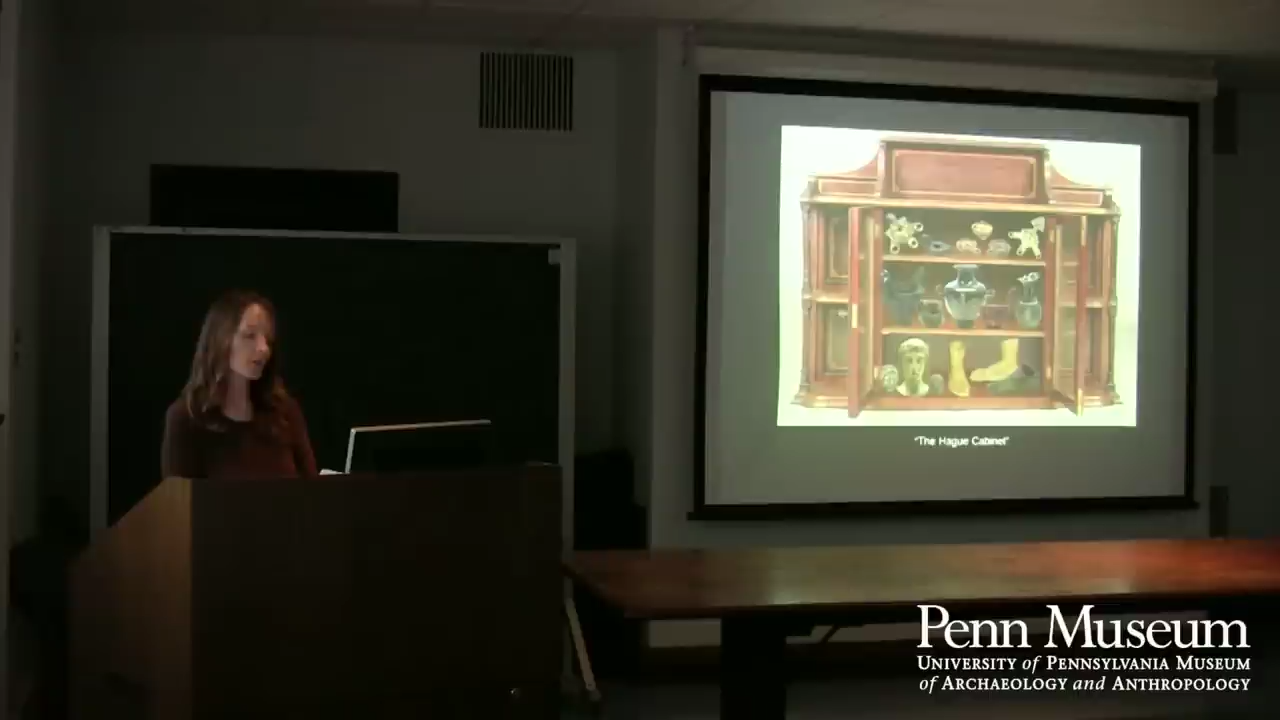 "The Hague Cabinet"
Penn Museum
University of Pennsylvania Museum
of Archaeology and Anthropology